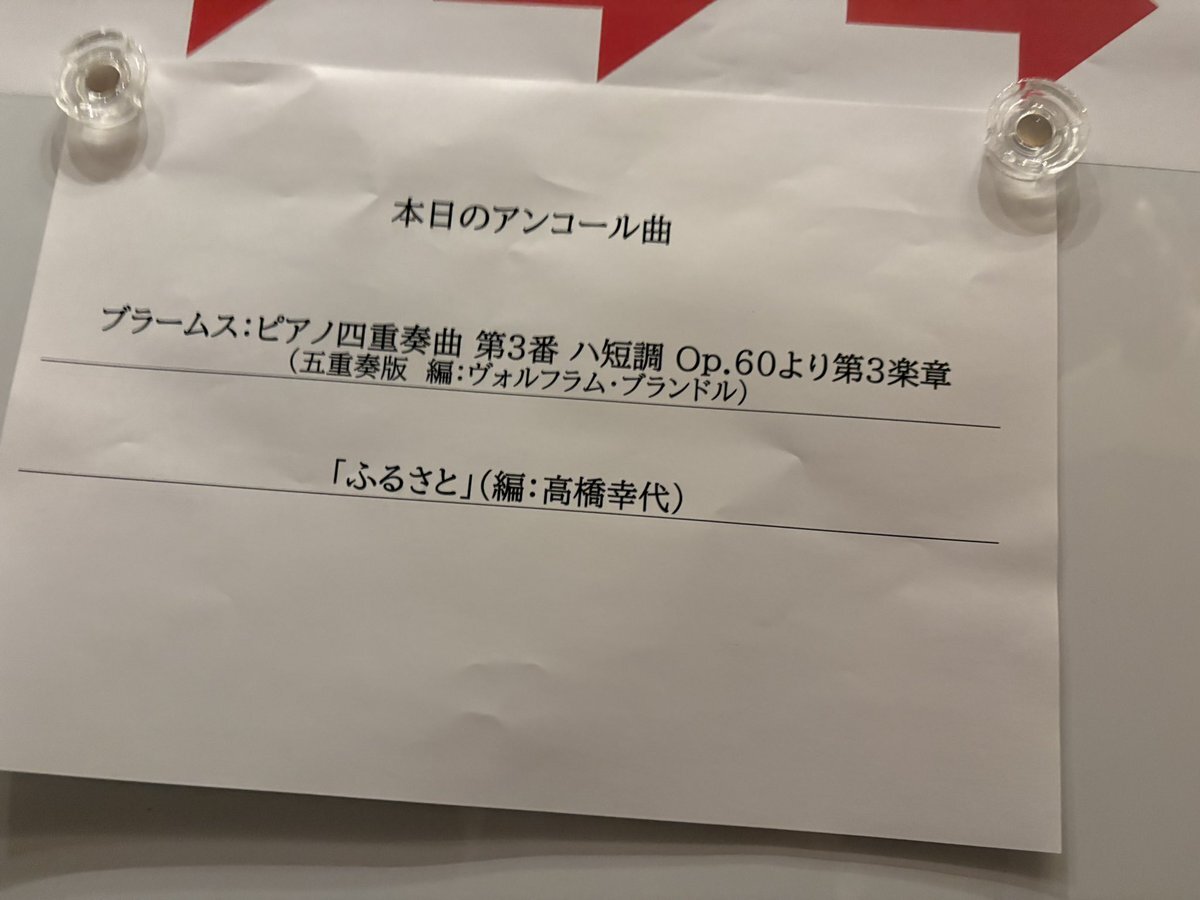 本日のアンコール曲
ブラームス：ピアノ四重奏曲 第3番 ハ短調 Op.60より第3楽章
（五重奏版 編：ヴォルフラム・ブランドル）
「ふるさと」（編：高橋幸代）